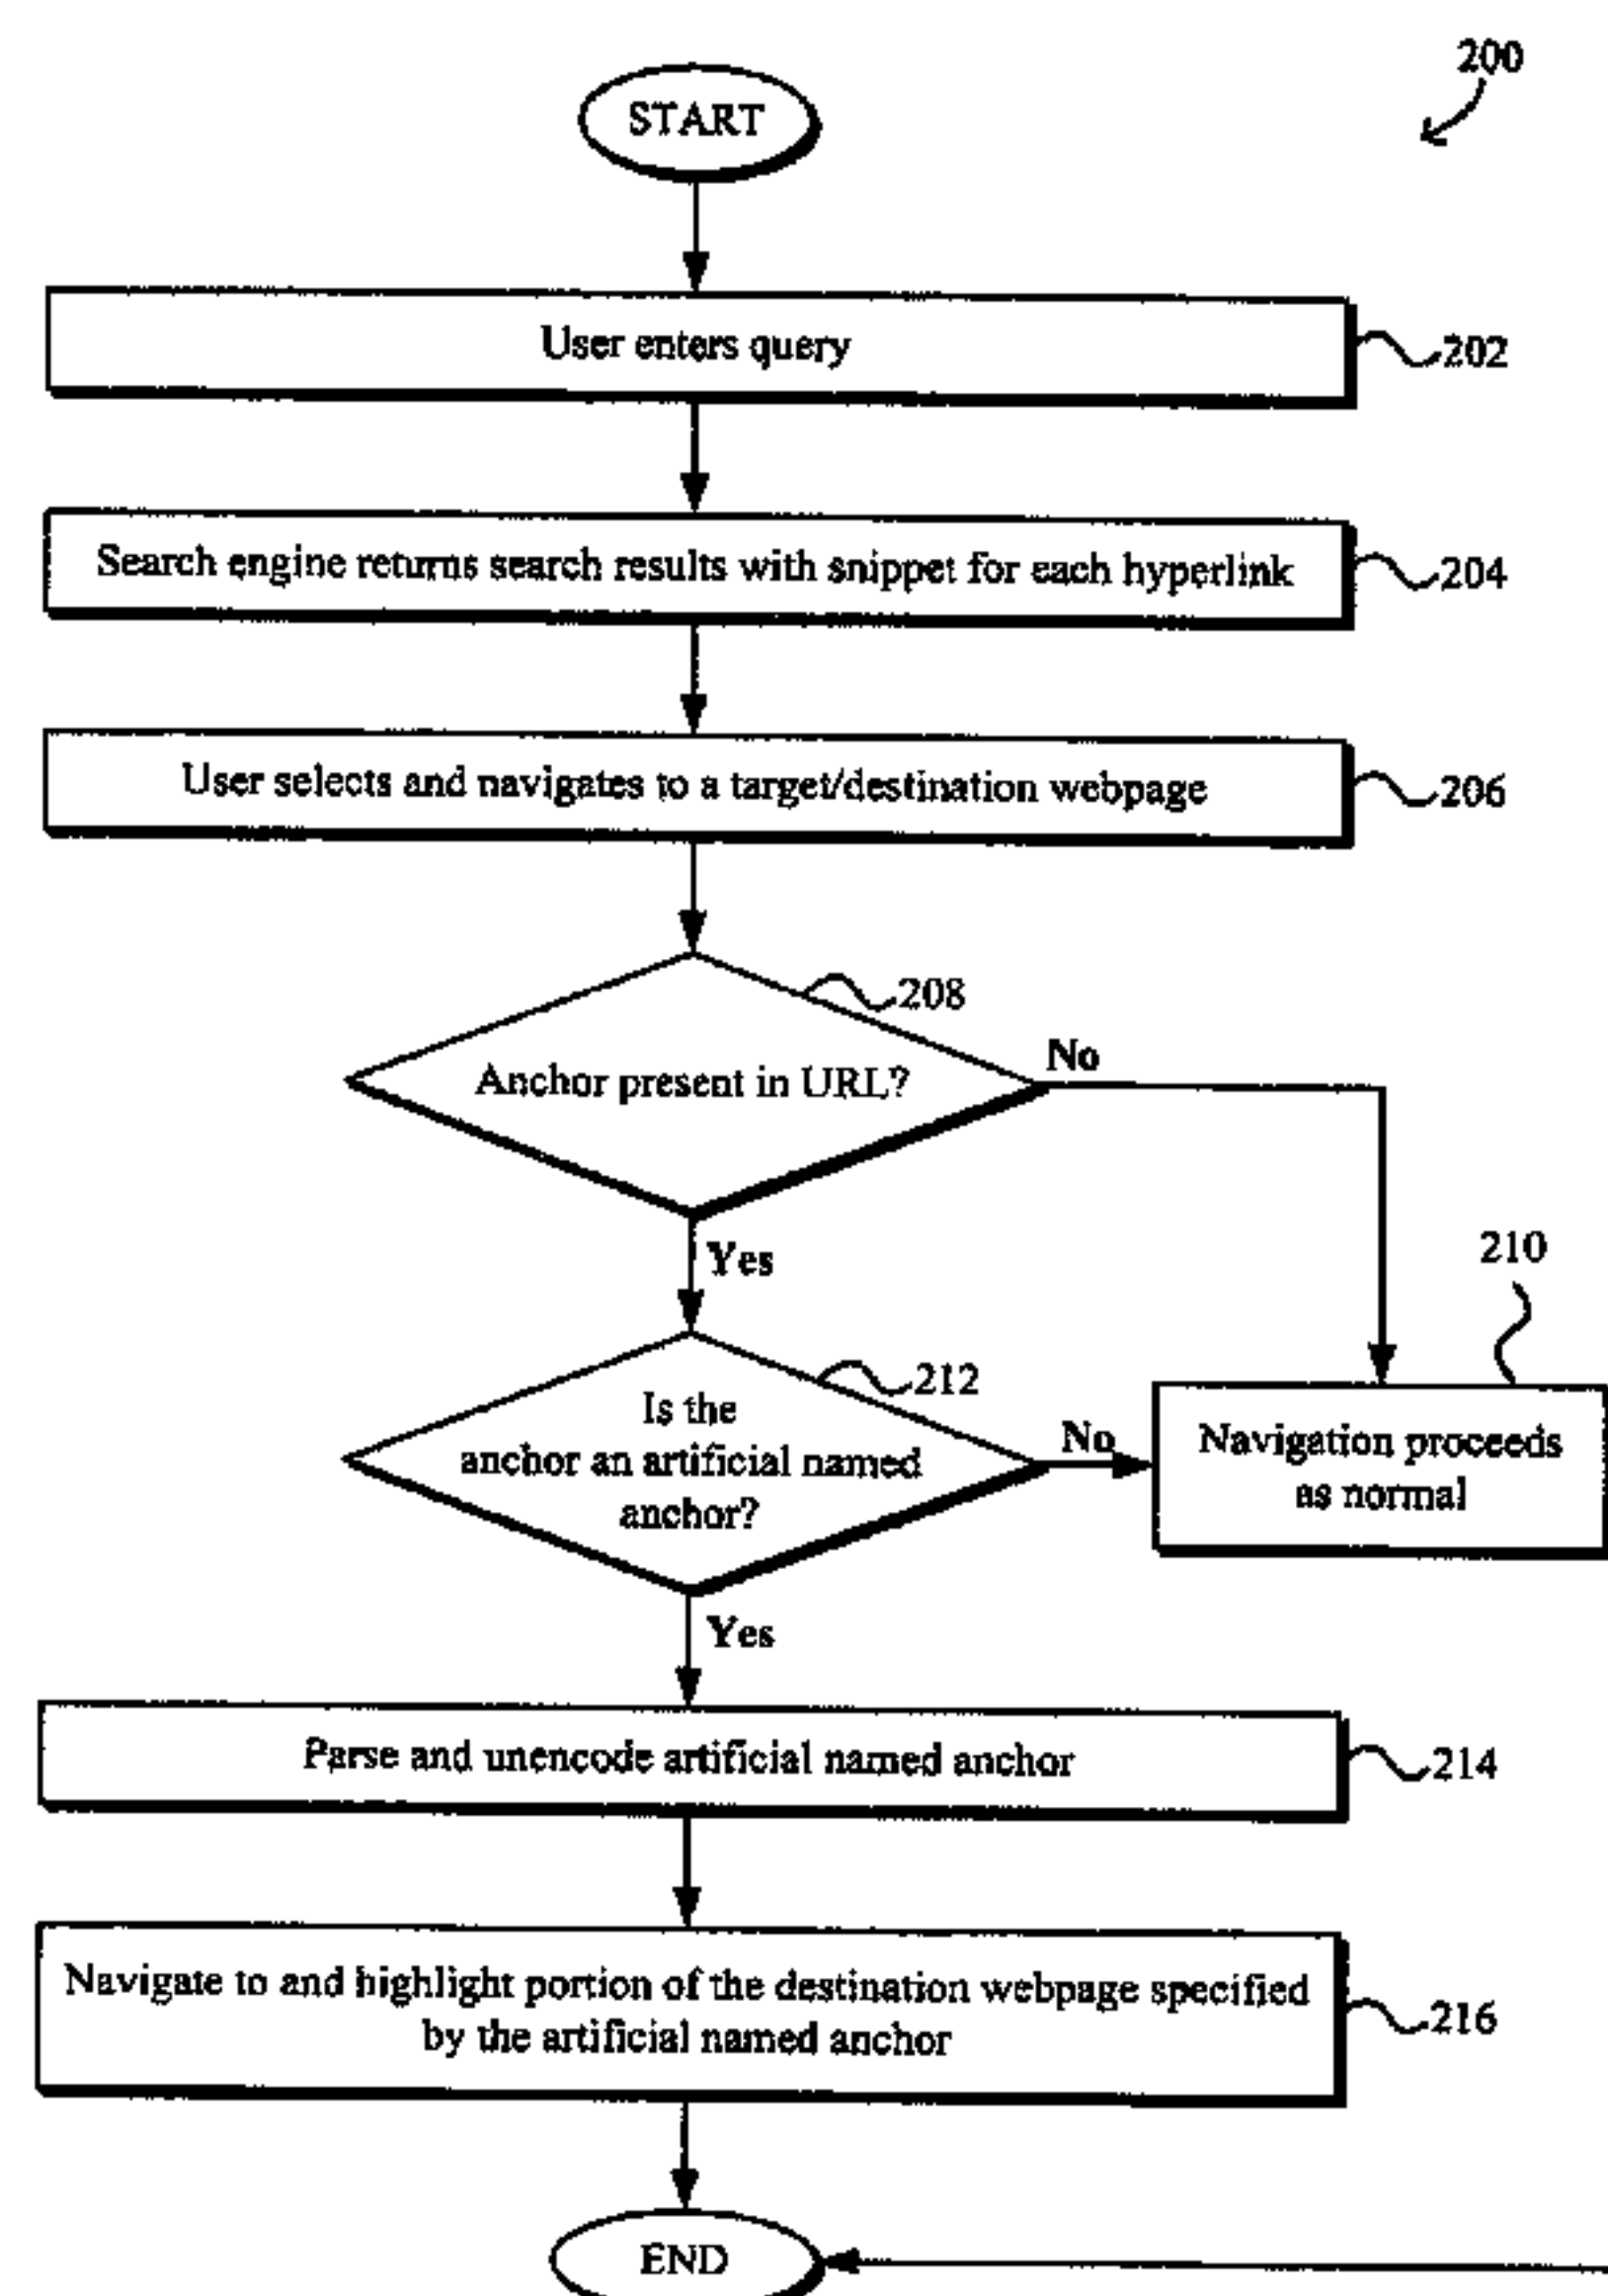 200
START
User enters query
202
Search engine returns search results with snippet for each hyperlink
204
User selects and navigates to a target/destination webpage
206
208
Anchor present in URL?
No
Yes
210
212
Is the
anchor an artificial named
anchor?
No
Navigation proceeds
as normal
Yes
Parse and unencode artificial named anchor
214
Navigate to and highlight portion of the destination webpage specified
by the artificial named anchor
216
END